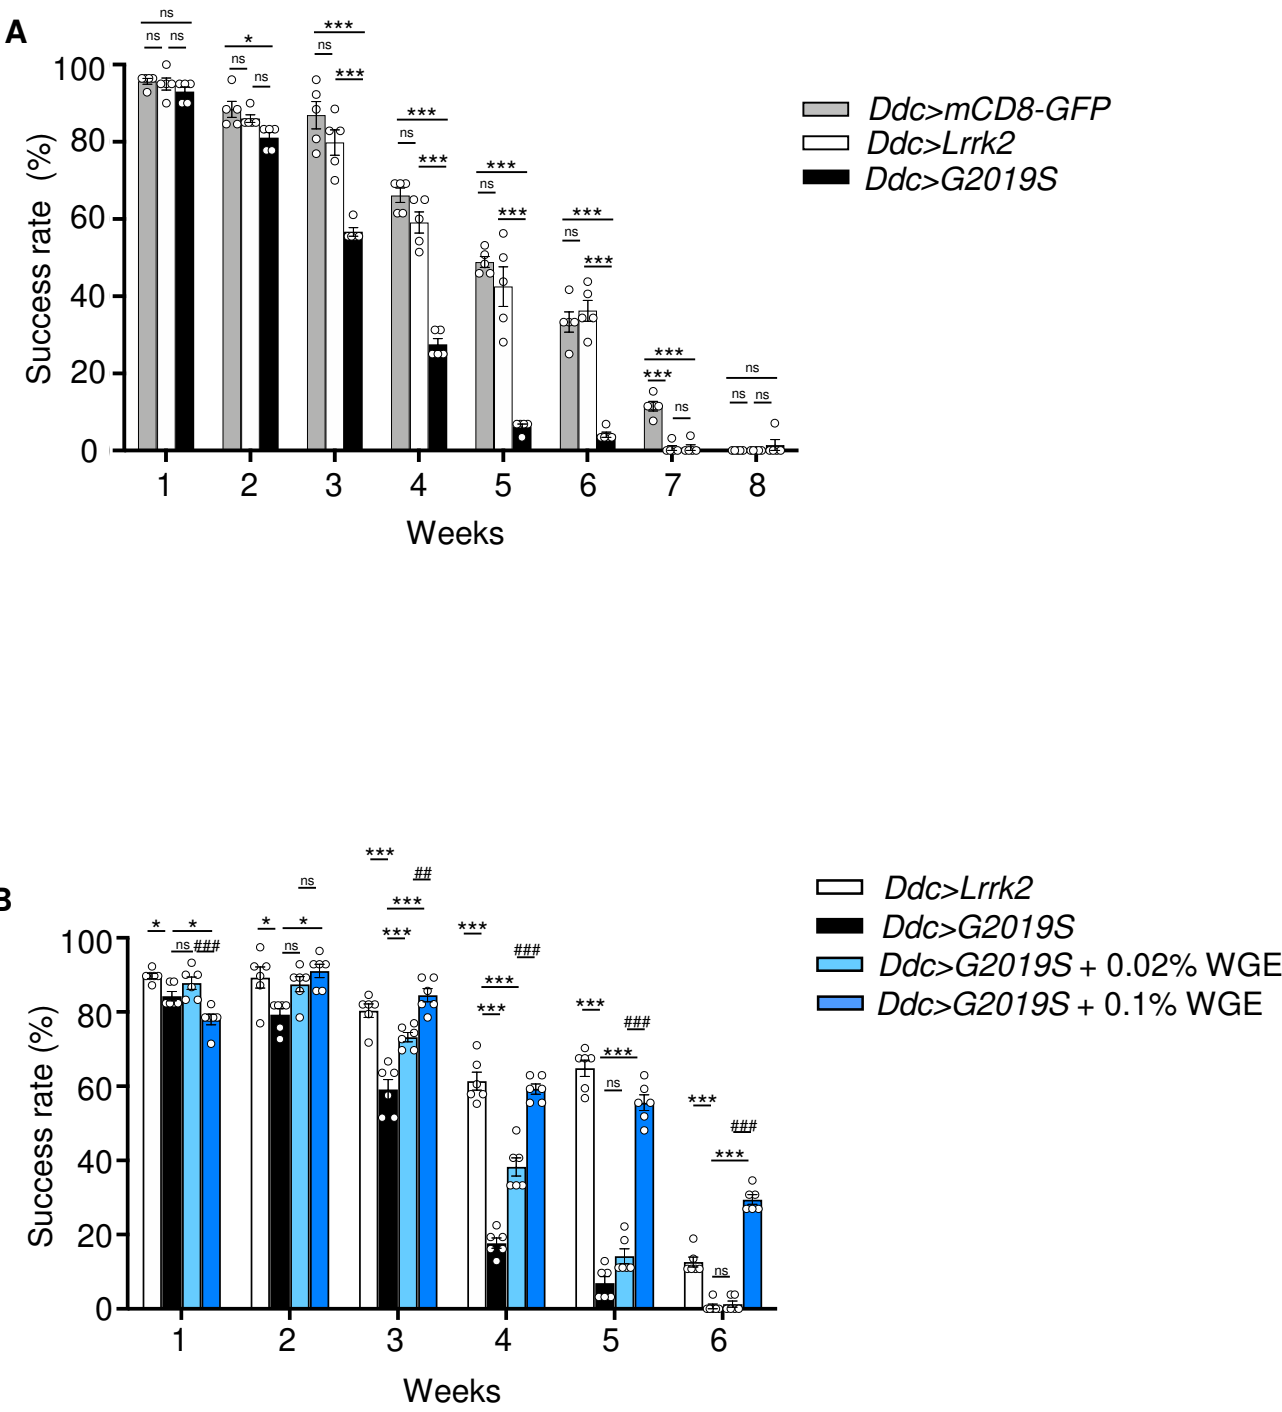 A
ns
ns ns
*
ns
ns
***
ns
***
***
ns
***
***
ns
***
***
ns
***
***
***
ns
ns
ns ns
100
80
60
40
20
0
Success rate (%)
1 2 3 4 5 6 7 8
Weeks
Ddc>mCD8-GFP
Ddc>Lrrk2
Ddc>G2019S
B
* *
ns ###
ns
* *
ns
***
##
***
***
***
###
***
***
***
###
***
ns
***
###
***
ns
100
80
60
40
20
0
Success rate (%)
1 2 3 4 5 6
Weeks
Ddc>Lrrk2
Ddc>G2019S
Ddc>G2019S + 0.02% WGE
Ddc>G2019S + 0.1% WGE